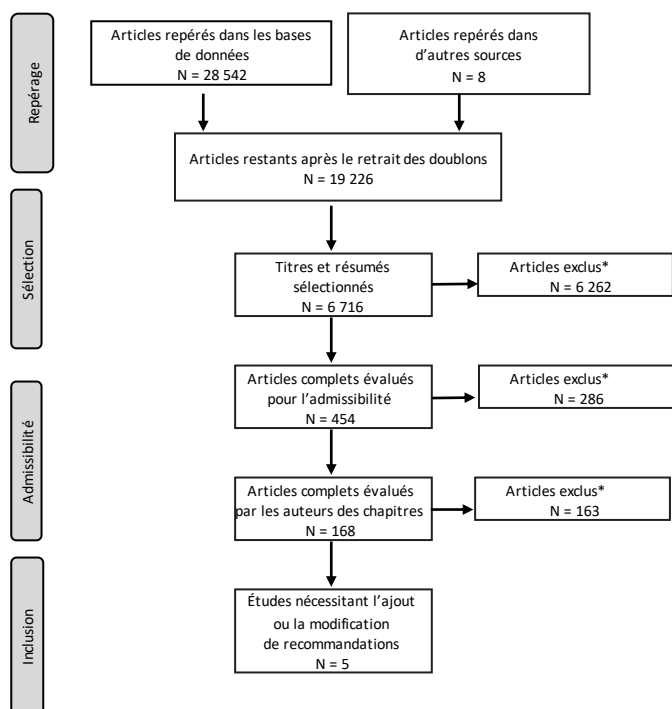 Articles repérés dans les bases
de données
N = 28 542
Articles repérés dans
d’autres sources
N = 8
Repérage
Articles restants après le retrait des doublons
N = 19 226
Sélection
Titres et résumés
sélectionnés
N = 6 716
Articles exclus*
N = 6 262
Admissibilité
Articles complets évalués
pour l’admissibilité
N = 454
Articles exclus*
N = 286
Articles complets évalués
par les auteurs des chapitres
N = 168
Articles exclus*
N = 163
Inclusion
Études nécessitant l’ajout
ou la modification
de recommandations
N = 5